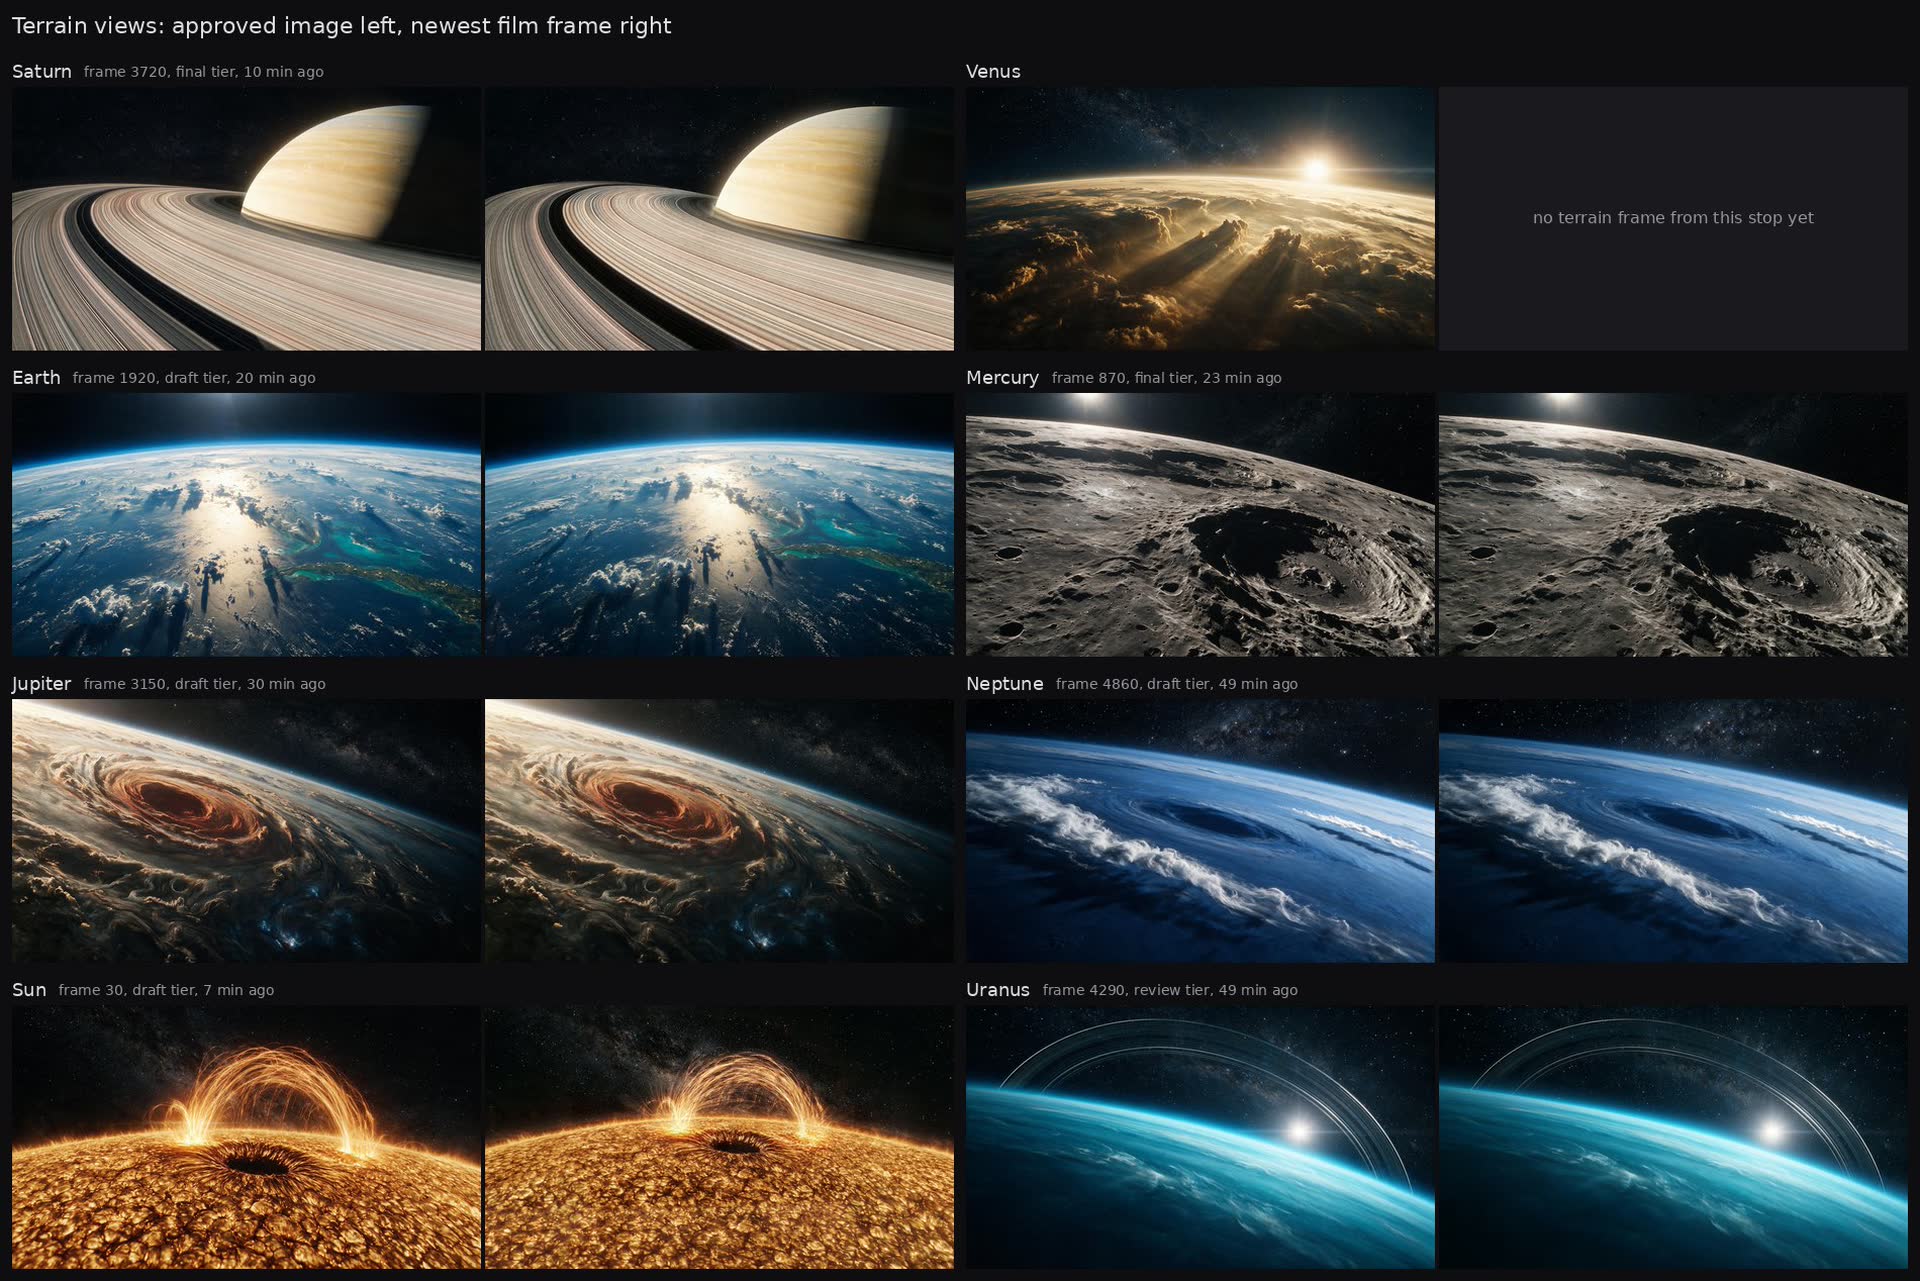 Terrain views: approved image left, newest film frame right
Saturn frame 3720, final tier, 10 min ago
Venus
no terrain frame from this stop yet
Earth frame 1920, draft tier, 20 min ago
Mercury frame 870, final tier, 23 min ago
Jupiter frame 3150, draft tier, 30 min ago
Neptune frame 4860, draft tier, 49 min ago
Sun frame 30, draft tier, 7 min ago
Uranus frame 4290, review tier, 49 min ago